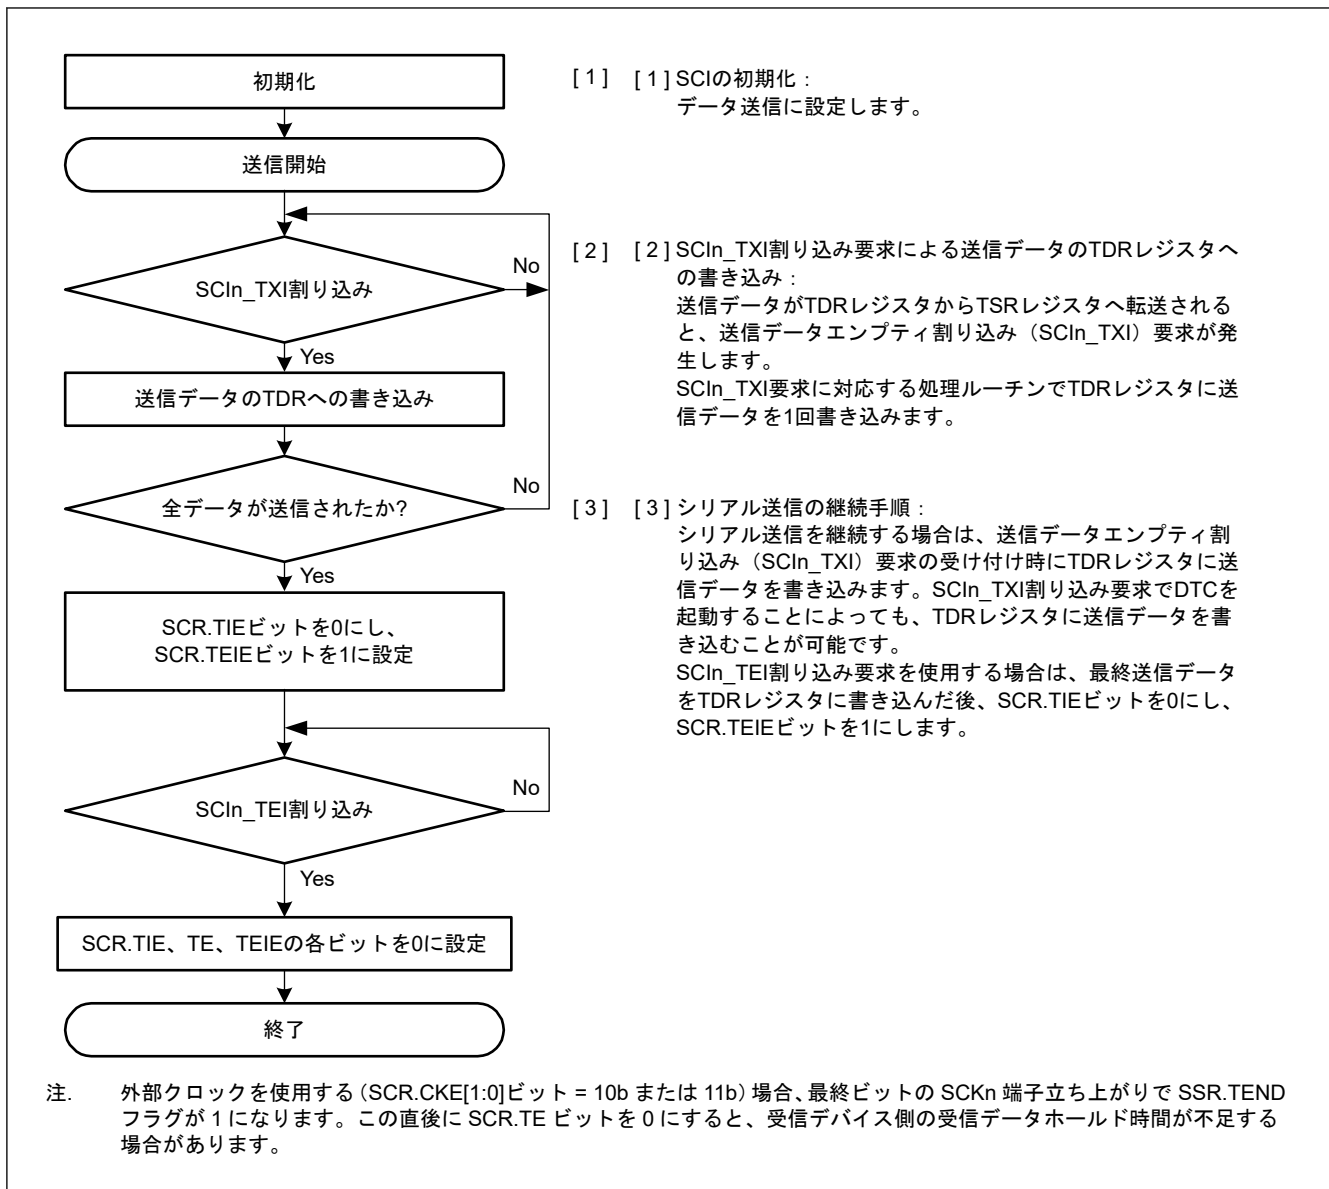 初期化
[ 1 ] [ 1 ] SCIの初期化：
データ送信に設定します。
送信開始
SCIn_TXI割り込み
No
Yes
[ 2 ] [ 2 ] SCIn_TXI割り込み要求による送信データのTDRレジスタへ
の書き込み：
送信データがTDRレジスタからTSRレジスタへ転送される
と、送信データエンプティ割り込み（SCIn_TXI）要求が発
生します。
SCIn_TXI要求に対応する処理ルーチンでTDRレジスタに送
信データを1回書き込みます。
送信データのTDRへの書き込み
全データが送信されたか?
No
Yes
[ 3 ] [ 3 ] シリアル送信の継続手順：
シリアル送信を継続する場合は、送信データエンプティ割
り込み（SCIn_TXI）要求の受け付け時にTDRレジスタに送
信データを書き込みます。SCIn_TXI割り込み要求でDTCを
起動することによっても、TDRレジスタに送信データを書
き込むことが可能です。
SCIn_TEI割り込み要求を使用する場合は、最終送信データ
をTDRレジスタに書き込んだ後、SCR.TIEビットを0にし、
SCR.TEIEビットを1にします。
SCR.TIEビットを0にし、
SCR.TEIEビットを1に設定
SCIn_TEI割り込み
No
Yes
SCR.TIE、TE、TEIEの各ビットを0に設定
終了
注. 外部クロックを使用する（SCR.CKE[1:0]ビット = 10b または 11b）場合、最終ビットの SCKn 端子立ち上がりで SSR.TEND
フラグが 1 になります。この直後に SCR.TE ビットを 0 にすると、受信デバイス側の受信データホールド時間が不足する
場合があります。